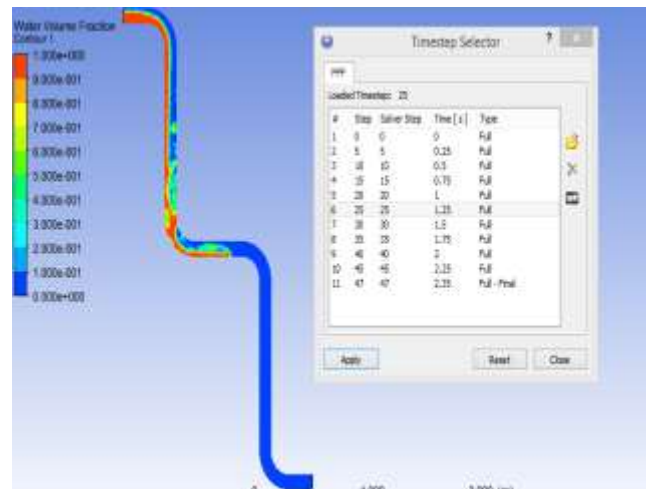 Water Volume Fraction
Contour 1
1.000e+000
9.000e-001
8.000e-001
7.000e-001
6.000e-001
5.000e-001
4.000e-001
3.000e-001
2.000e-001
1.000e-001
0.000e+000
Timestep Selector
?
Loaded Timestep: 25
# Step Solver Step Time [ s ] Type
1 0 0 0 Full
2 5 5 0.25 Full
3 10 10 0.5 Full
4 15 15 0.75 Full
5 20 20 1 Full
6 25 25 1.25 Full
7 30 30 1.5 Full
8 35 35 1.75 Full
9 40 40 2 Full
10 45 45 2.25 Full
11 47 47 2.35 Full - Final
Apply Reset Close